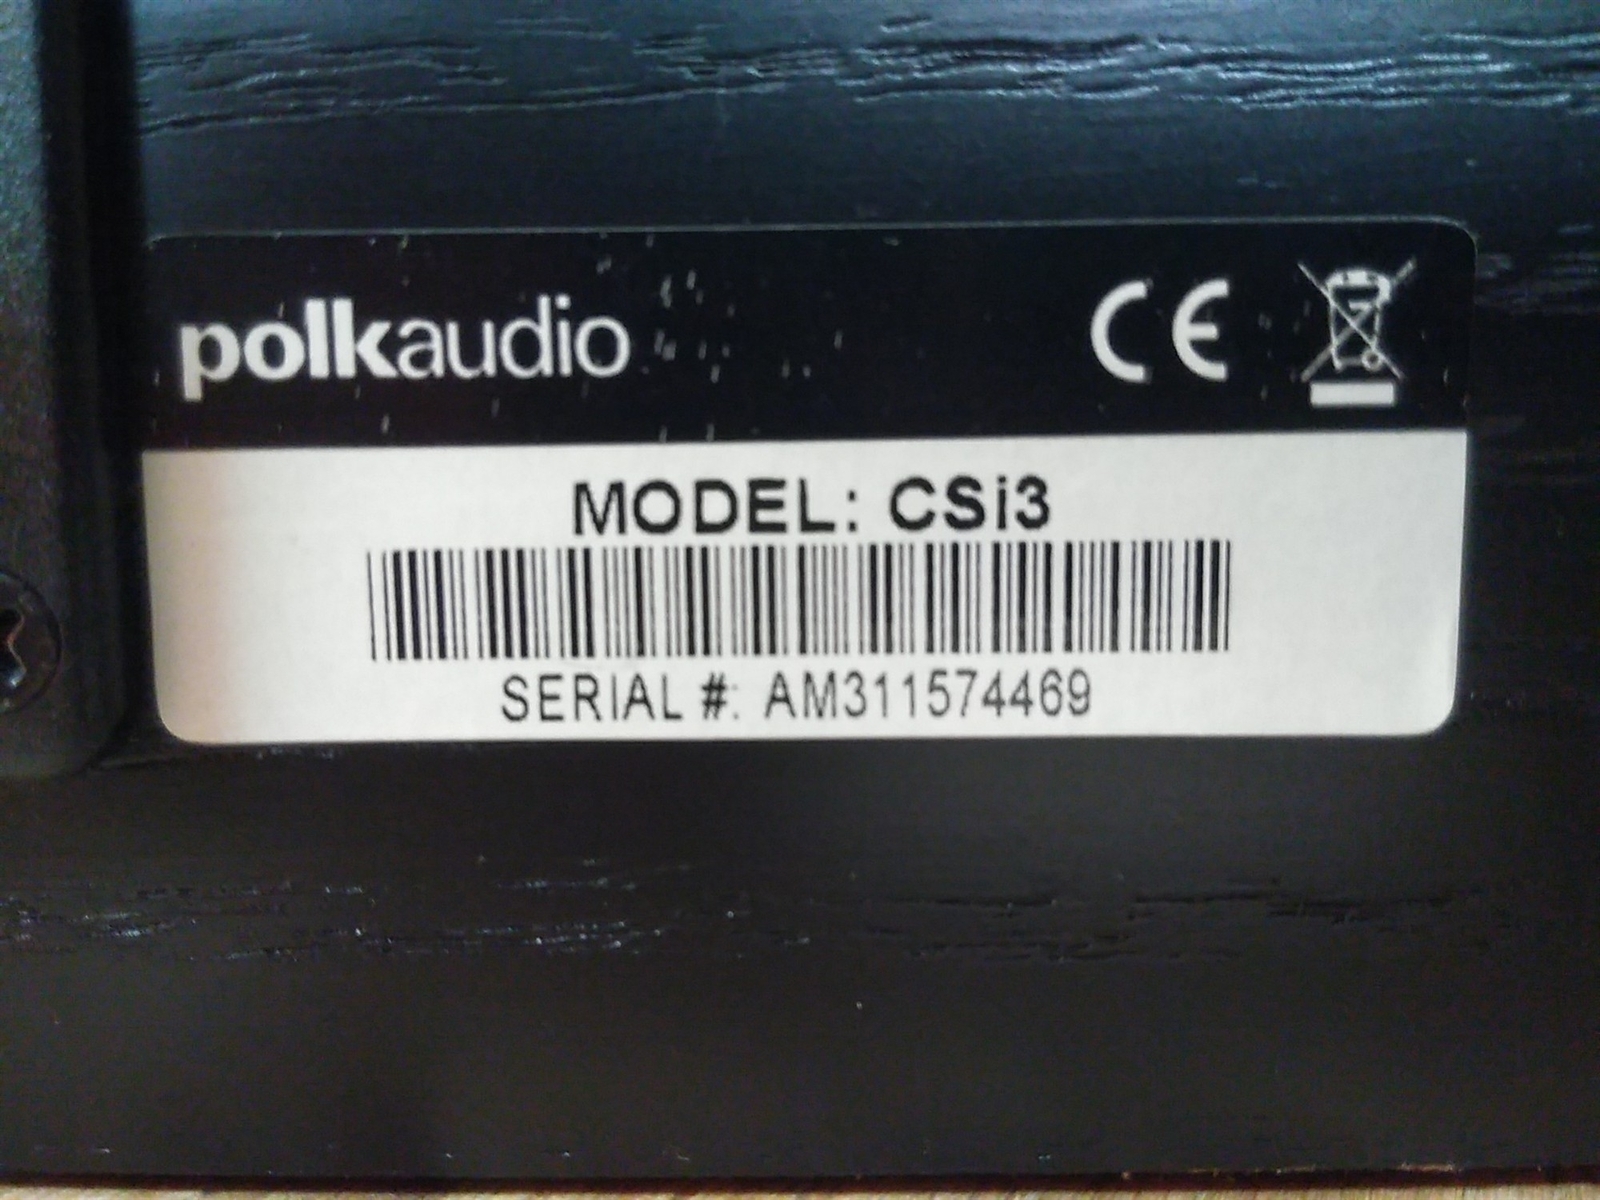 polkaudio CE
MODEL: CSi3
SERIAL #: AM311574469